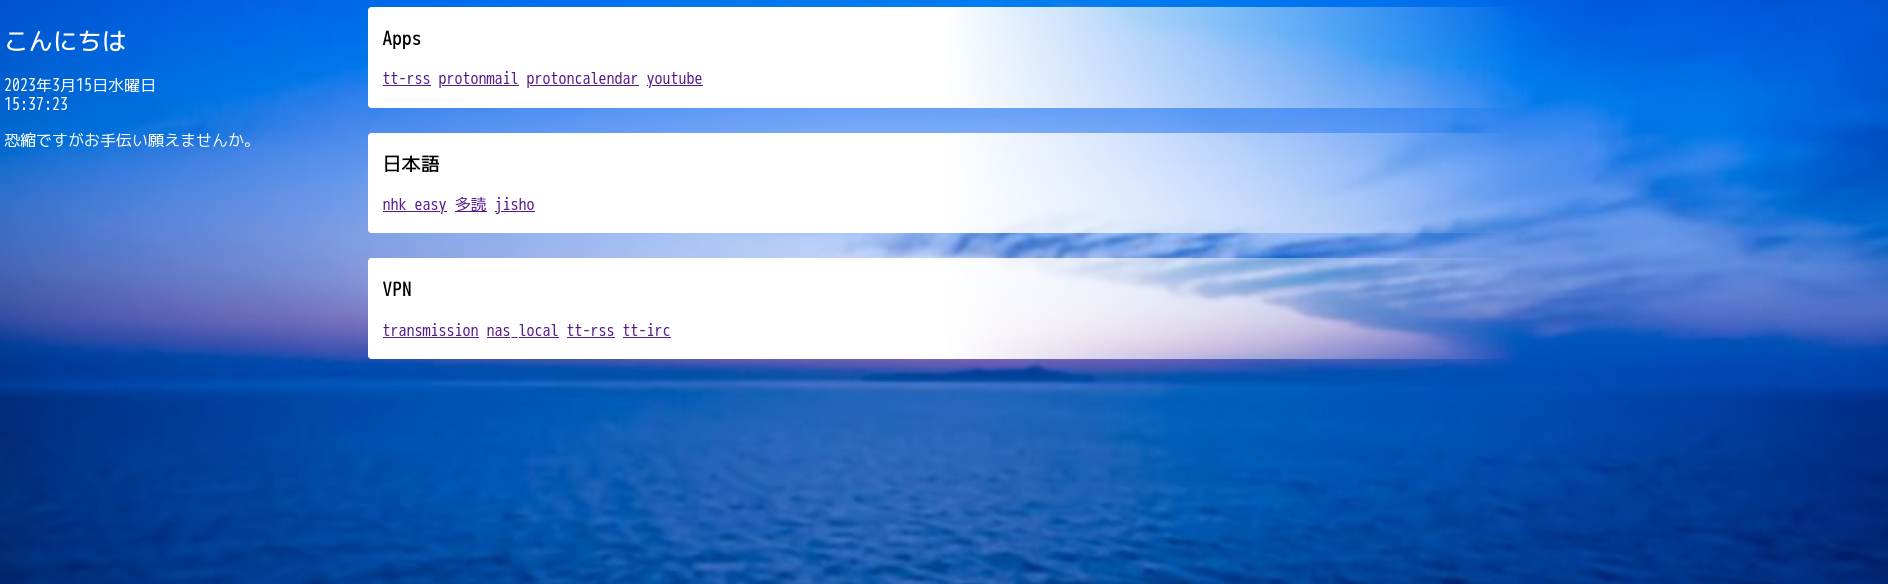 こんにちは
2023年3月15日水曜日
15:37:23
恐縮ですがお手伝い願えませんか。
Apps
tt-rss protonmail protoncalendar youtube
日本語
nhk easy 多読 jisho
VPN
transmission nas local tt-rss tt-irc